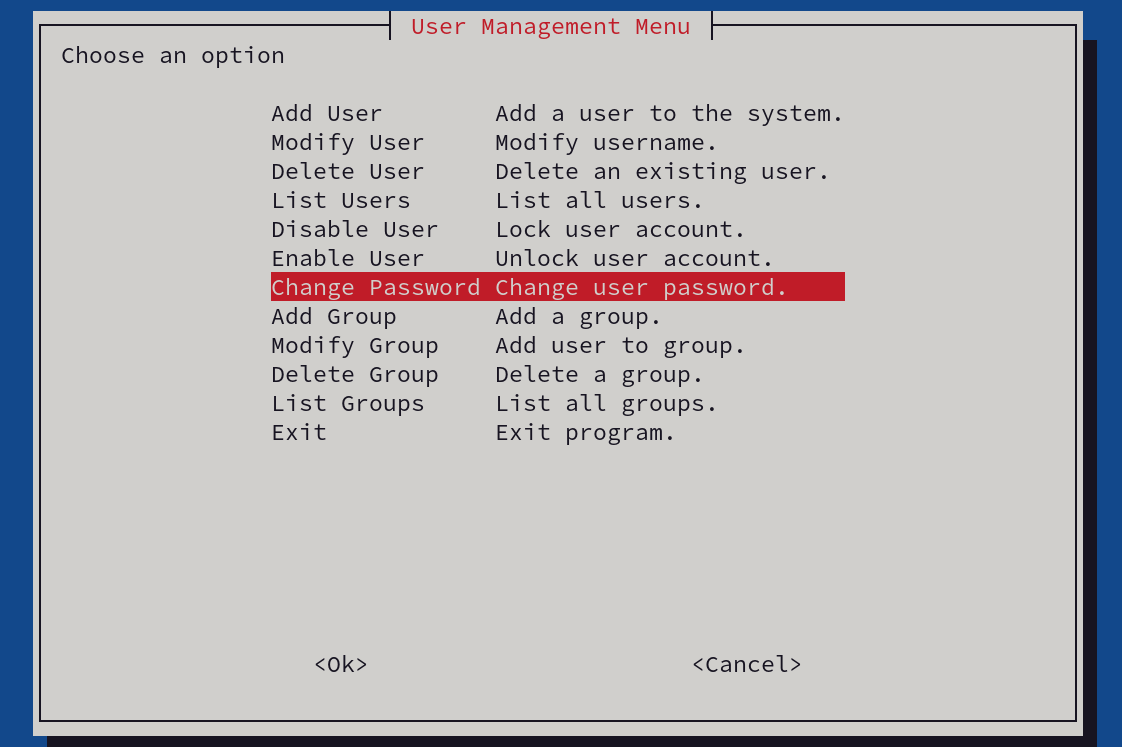 User Management Menu
Choose an option
Add User Add a user to the system.
Modify User Modify username.
Delete User Delete an existing user.
List Users List all users.
Disable User Lock user account.
Enable User Unlock user account.
Change Password Change user password.
Add Group Add a group.
Modify Group Add user to group.
Delete Group Delete a group.
List Groups List all groups.
Exit Exit program.
<Ok> <Cancel>